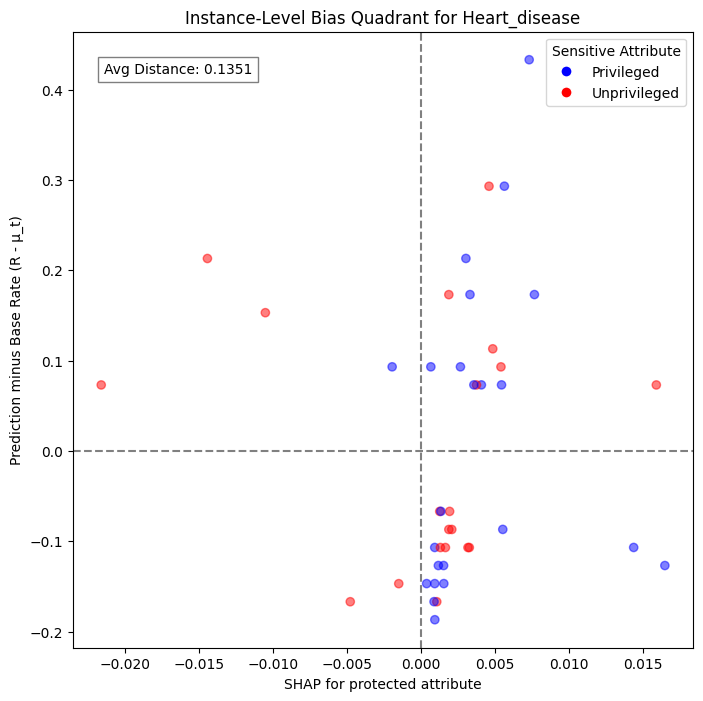 Instance-Level Bias Quadrant for Heart_disease
Avg Distance: 0.1351
Sensitive Attribute
Privileged
Unprivileged
Prediction minus Base Rate (R - μ_t)
0.4
0.3
0.2
0.1
0.0
−0.1
−0.2
−0.020
−0.015
−0.010
−0.005
0.000
0.005
0.010
0.015
SHAP for protected attribute